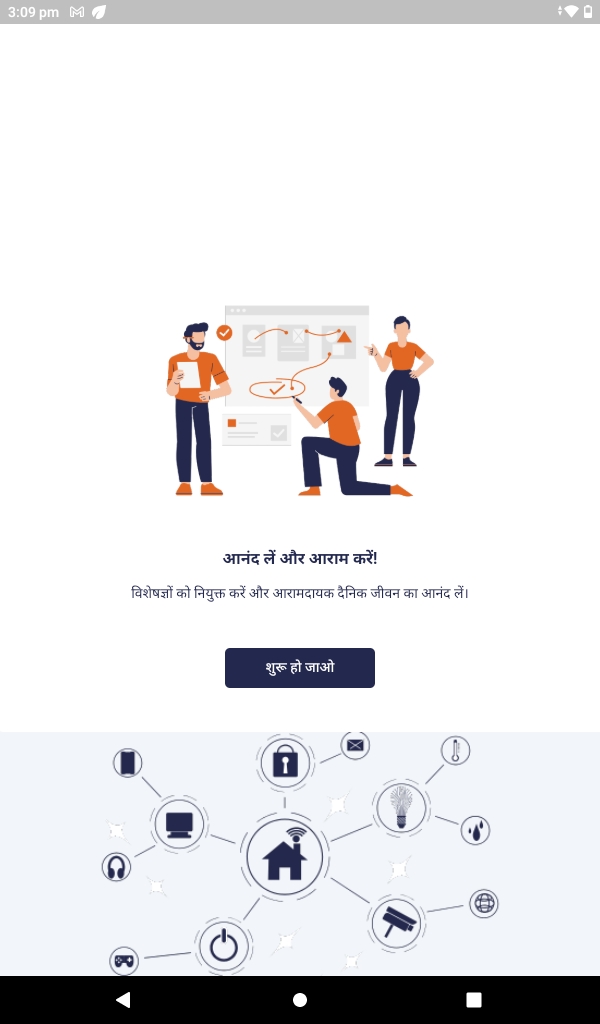 3:09 pm
आनंद लें और आराम करें!
विशेषज्ञों को नियुक्त करें और आरामदायक दैनिक जीवन का आनंद लें।
शुरू हो जाओ